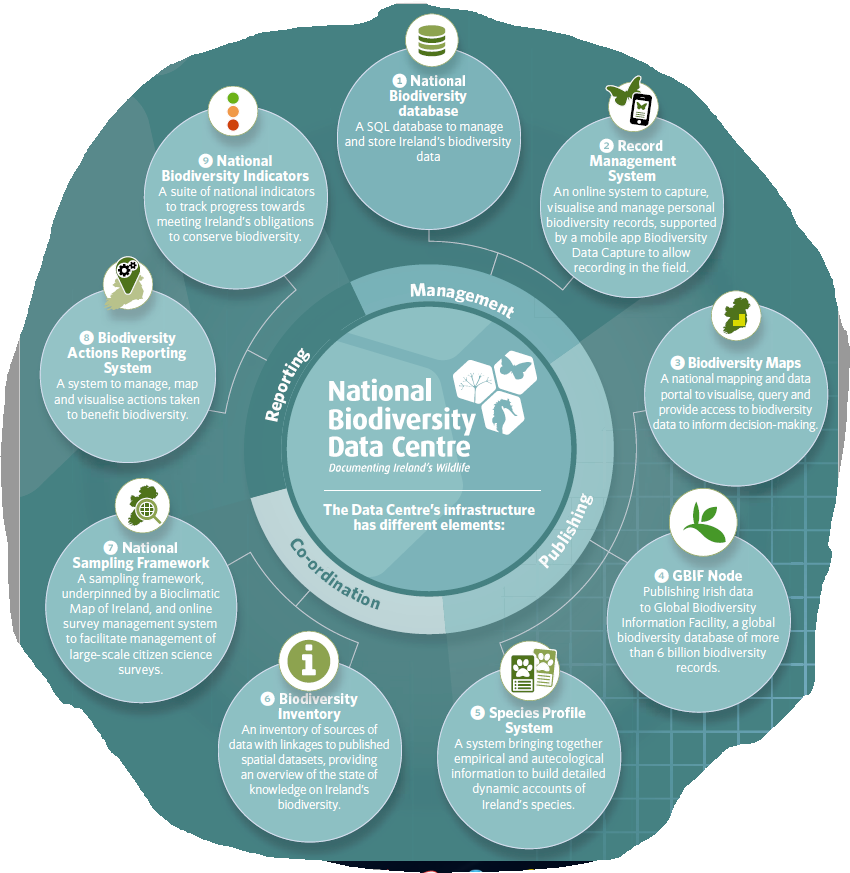 National
Biodiversity
Data Centre
Documenting Ireland's Wildlife
The Data Centre's infrastructure
has different elements:
Management
Publishing
Co-ordination
Reporting
1 National
Biodiversity
database
A SQL database to manage
and store Ireland's biodiversity
data
2 Record
Management
System
An online system to capture,
visualise and manage personal
biodiversity records, supported
by a mobile app Biodiversity
Data Capture to allow
recording in the field.
3 Biodiversity Maps
A national mapping and data
portal to visualise, query and
provide access to biodiversity
data to inform decision-making.
4 GBIF Node
Publishing Irish data
to Global Biodiversity
Information Facility, a global
biodiversity database of more
than 6 billion biodiversity
records.
5 Species Profile
System
A system bringing together
empirical and autecological
information to build detailed
dynamic accounts of
Ireland's species.
6 Biodiversity
Inventory
An inventory of sources of
data with linkages to published
spatial datasets, providing
an overview of the state of
knowledge on Ireland's
biodiversity.
7 National
Sampling Framework
A sampling framework,
underpinned by a Bioclimatic
Map of Ireland, and online
survey management system
to facilitate management of
large-scale citizen science
surveys.
8 Biodiversity
Actions Reporting
System
A system to manage, map
and visualise actions taken
to benefit biodiversity.
9 National
Biodiversity Indicators
A suite of national indicators
to track progress towards
meeting Ireland's obligations
to conserve biodiversity.